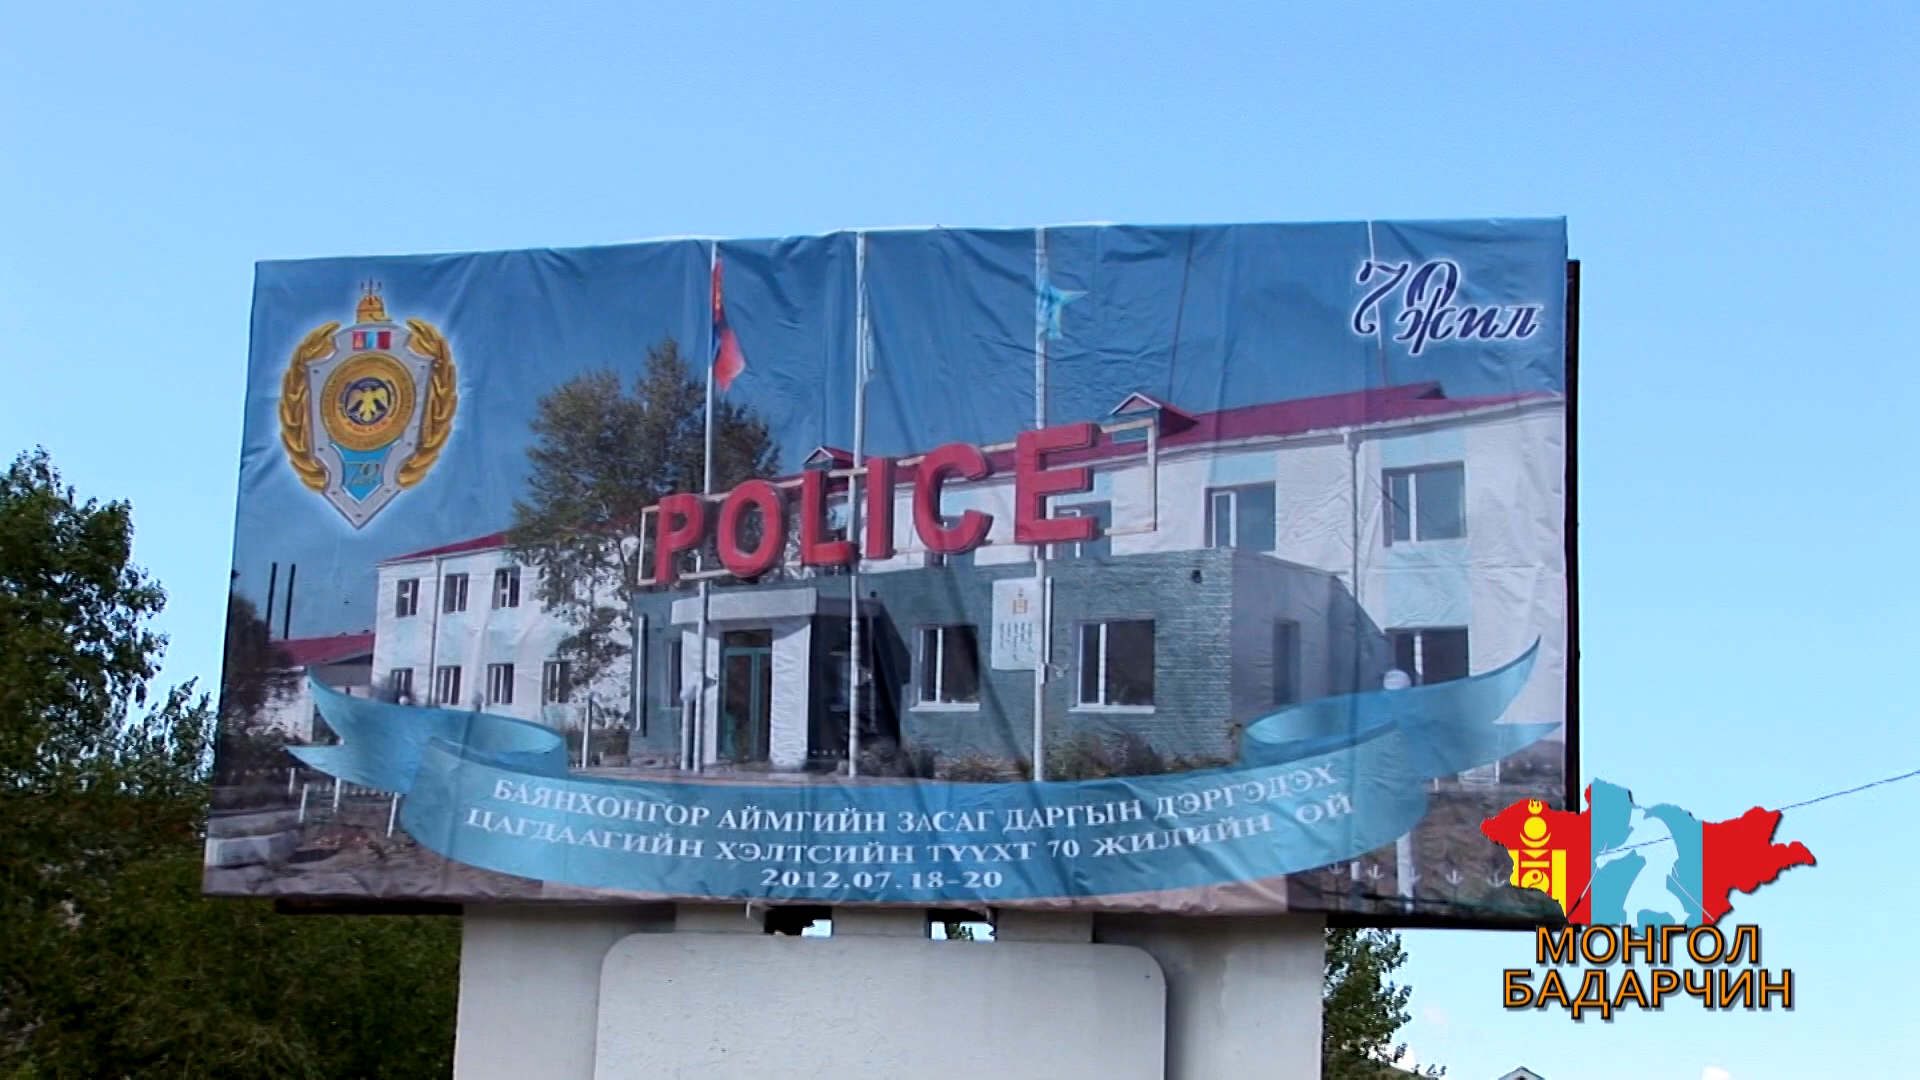 70 жил
70
POLICE
БАЯНХОНГОР АЙМГИЙН ЗАСАГ ДАРГЫН ДЭРГЭДЭХ
ЦАГДААГИЙН ХЭЛТСИЙН ТҮҮХТ 70 ЖИЛИЙН ОЙ
2012.07.18-20
МОНГОЛ
БАДАРЧИН